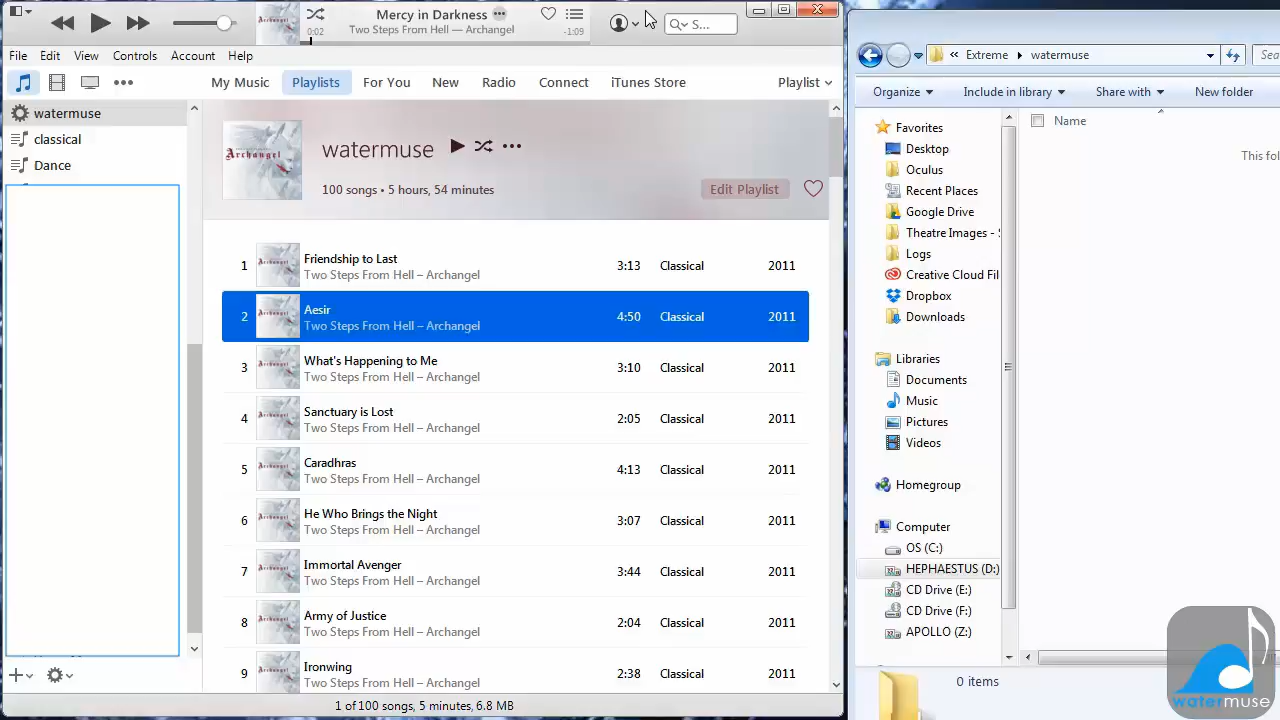 Mercy in Darkness
Two Steps From Hell — Archangel
0:02
-1:09
S...
File Edit View Controls Account Help
My Music Playlists For You New Radio Connect iTunes Store Playlist
watermuse
classical
Dance
Archangel
watermuse
100 songs • 5 hours, 54 minutes
Edit Playlist
1 Friendship to Last 3:13 Classical 2011
Two Steps From Hell – Archangel
2 Aesir 4:50 Classical 2011
Two Steps From Hell – Archangel
3 What's Happening to Me 3:10 Classical 2011
Two Steps From Hell – Archangel
4 Sanctuary is Lost 2:05 Classical 2011
Two Steps From Hell – Archangel
5 Caradhras 4:13 Classical 2011
Two Steps From Hell – Archangel
6 He Who Brings the Night 3:07 Classical 2011
Two Steps From Hell – Archangel
7 Immortal Avenger 3:44 Classical 2011
Two Steps From Hell – Archangel
8 Army of Justice 2:04 Classical 2011
Two Steps From Hell – Archangel
9 Ironwing 2:38 Classical 2011
Two Steps From Hell – Archangel
1 of 100 songs, 5 minutes,
« Extreme watermuse
Sea
Organize Include in library Share with New folder
Name
This fol
Favorites
Desktop
Oculus
Recent Places
Google Drive
Theatre Images - S
Logs
Creative Cloud Fil
Dropbox
Downloads
Libraries
Documents
Music
Pictures
Videos
Homegroup
Computer
OS (C:)
HEPHAESTUS (D:)
CD Drive (E:)
CD Drive (F:)
APOLLO (Z:)
0 items
watermuse